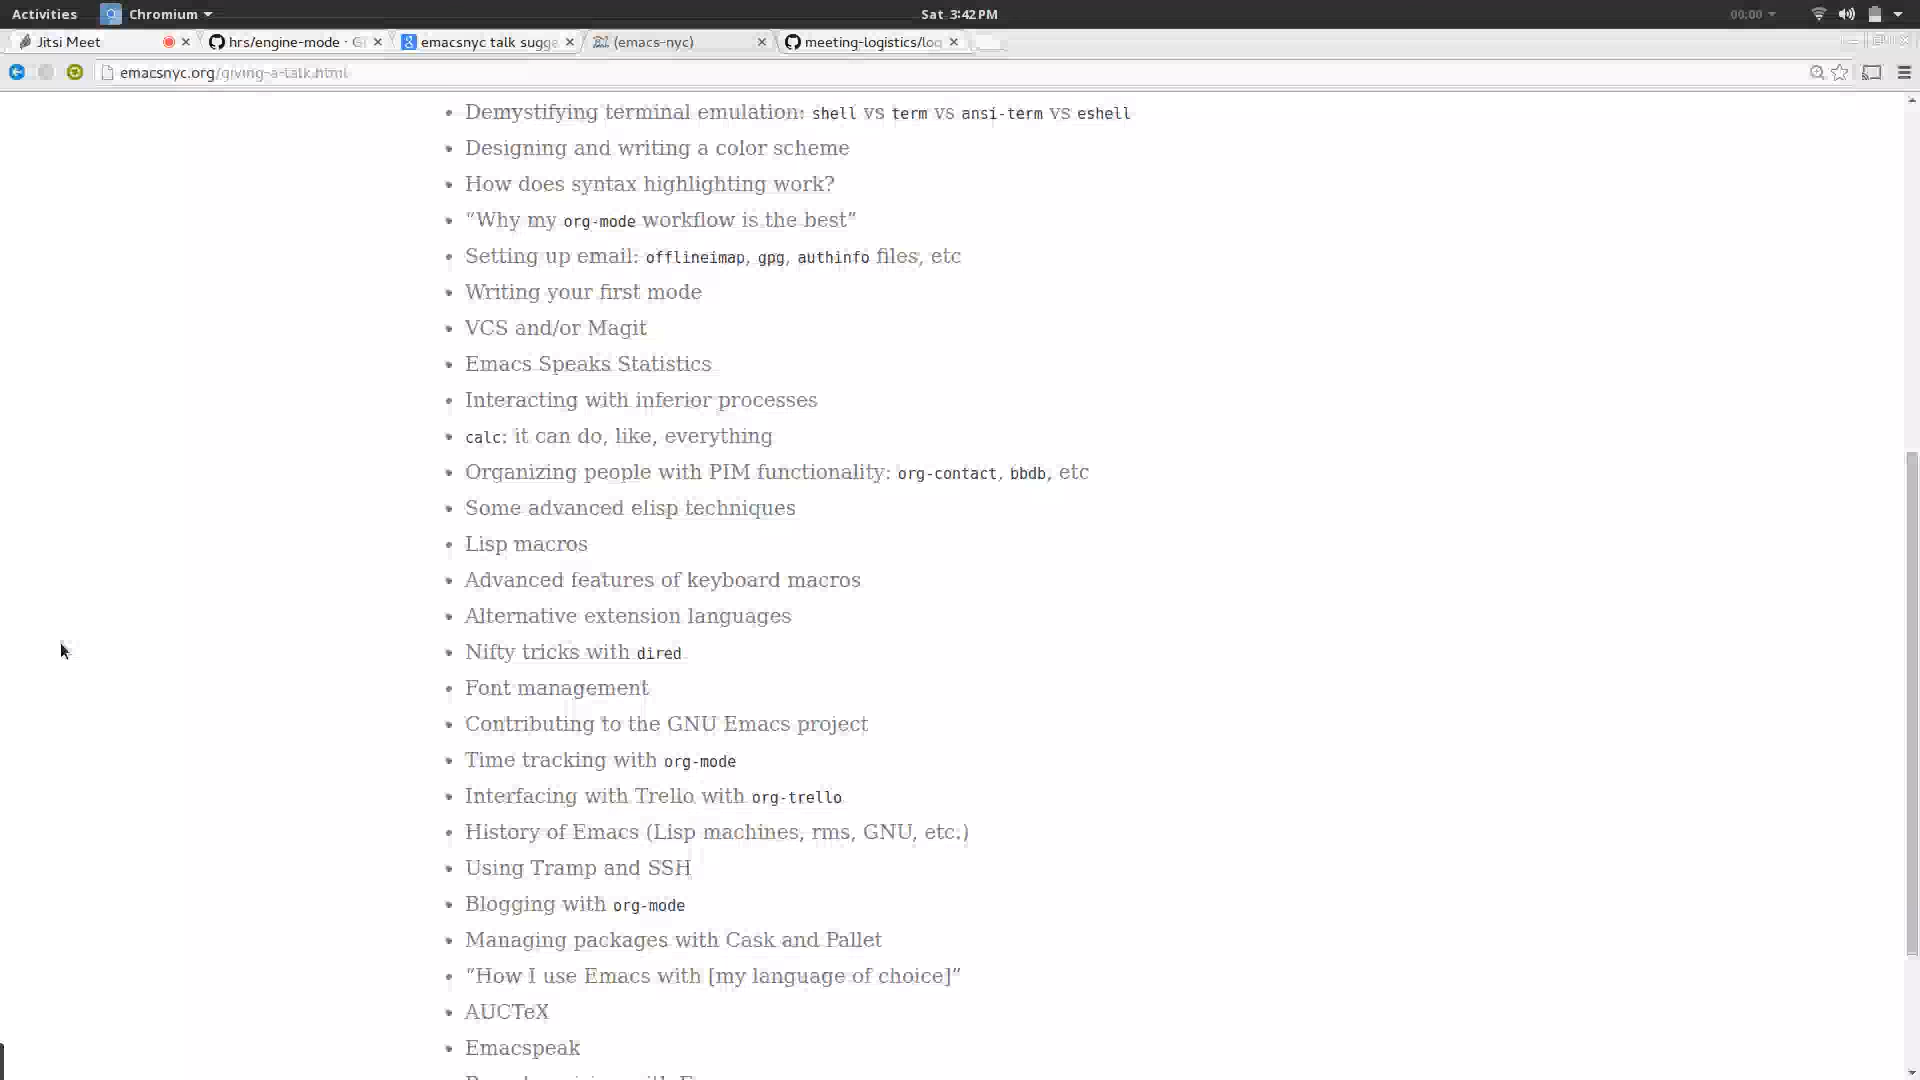 Activities Chromium Sat 3:42 PM 00:00
Jitsi Meet hrs/engine-mode · G emacsnyc talk sugge (emacs-nyc) meeting-logistics/log
emacsnyc.org/giving-a-talk.html
• Demystifying terminal emulation: shell vs term vs ansi-term vs eshell
• Designing and writing a color scheme
• How does syntax highlighting work?
• “Why my org-mode workflow is the best”
• Setting up email: offlineimap, gpg, authinfo files, etc
• Writing your first mode
• VCS and/or Magit
• Emacs Speaks Statistics
• Interacting with inferior processes
• calc: it can do, like, everything
• Organizing people with PIM functionality: org-contact, bbdb, etc
• Some advanced elisp techniques
• Lisp macros
• Advanced features of keyboard macros
• Alternative extension languages
• Nifty tricks with dired
• Font management
• Contributing to the GNU Emacs project
• Time tracking with org-mode
• Interfacing with Trello with org-trello
• History of Emacs (Lisp machines, rms, GNU, etc.)
• Using Tramp and SSH
• Blogging with org-mode
• Managing packages with Cask and Pallet
• “How I use Emacs with [my language of choice]”
• AUCTeX
• Emacspeak